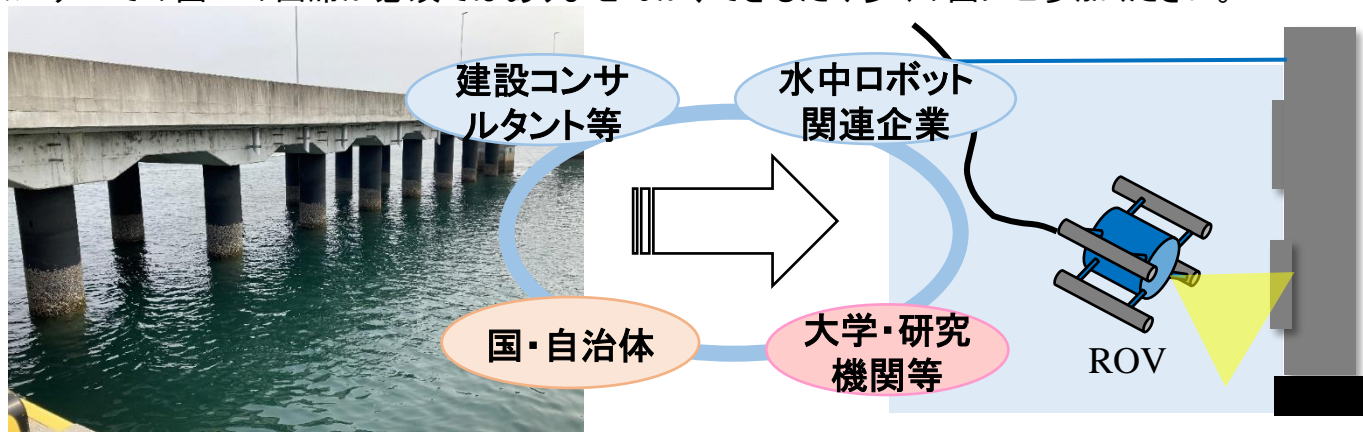 建設コンサ
ルタント等
水中ロボット
関連企業
国・自治体
大学・研究
機関等
ROV